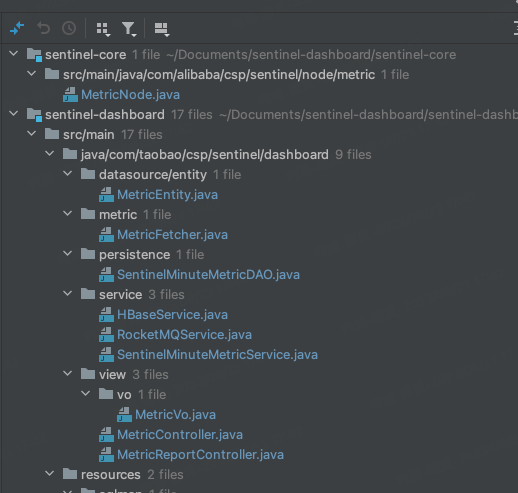 sentinel-core 1 file ~/Documents/sentinel-dashboard/sentinel-core
src/main/java/com/alibaba/csp/sentinel/node/metric 1 file
MetricNode.java
sentinel-dashboard 17 files ~/Documents/sentinel-dashboard/sentinel-dashb
src/main 17 files
java/com/taobao/csp/sentinel/dashboard 9 files
datasource/entity 1 file
MetricEntity.java
metric 1 file
MetricFetcher.java
persistence 1 file
SentinelMinuteMetricDAO.java
service 3 files
HBaseService.java
RocketMQService.java
SentinelMinuteMetricService.java
view 3 files
vo 1 file
MetricVo.java
MetricController.java
MetricReportController.java
resources 2 files